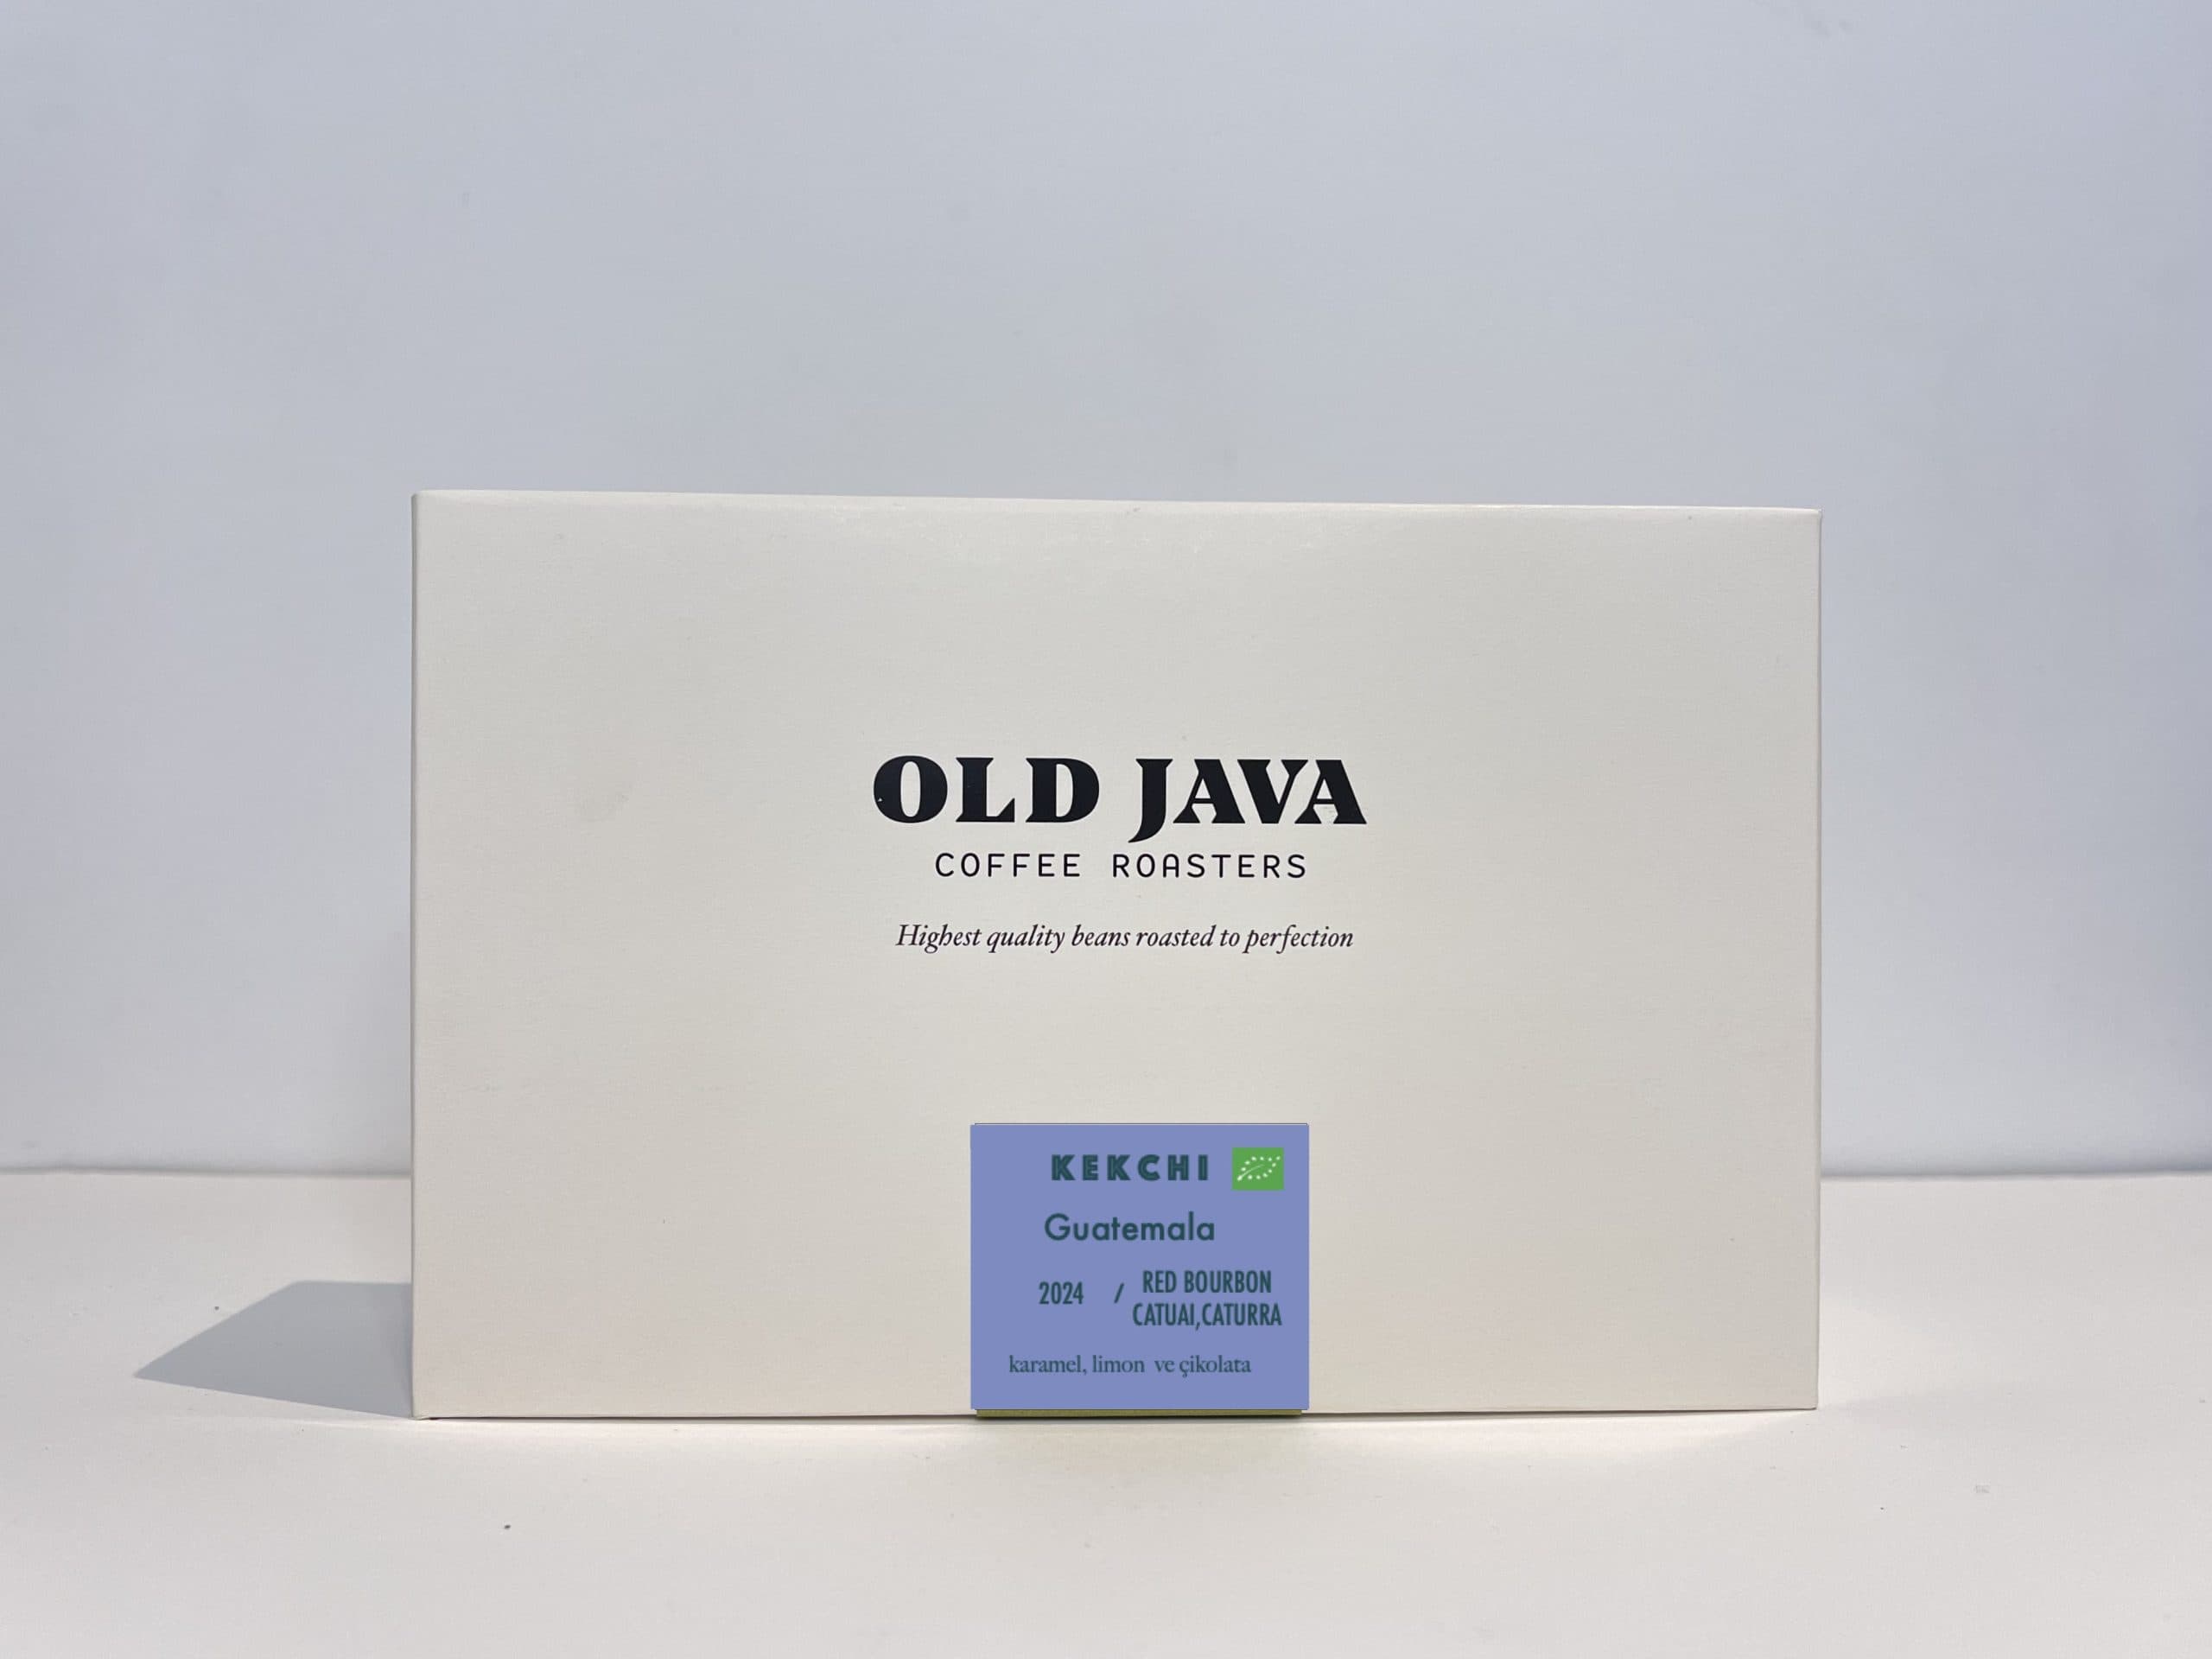 OLD JAVA
COFFEE ROASTERS
Highest quality beans roasted to perfection
KEKCHI
Guatemala
2024 / RED BOURBON
CATUAI,CATURRA
karamel, limon ve çikolata